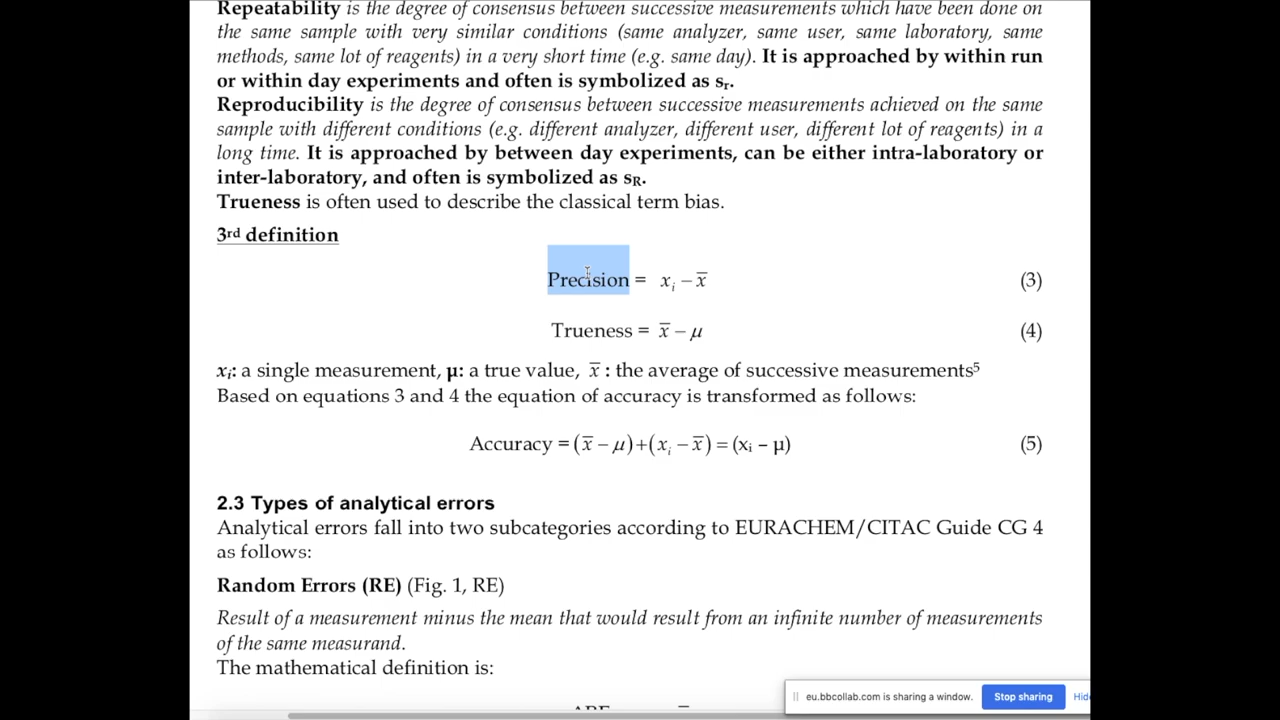 Repeatability is the degree of consensus between successive measurements which have been done on
the same sample with very similar conditions (same analyzer, same user, same laboratory, same
methods, same lot of reagents) in a very short time (e.g. same day). It is approached by within run
or within day experiments and often is symbolized as sr.
Reproducibility is the degree of consensus between successive measurements achieved on the same
sample with different conditions (e.g. different analyzer, different user, different lot of reagents) in a
long time. It is approached by between day experiments, can be either intra-laboratory or
inter-laboratory, and often is symbolized as sR.
Trueness is often used to describe the classical term bias.
3rd definition
Precision = xᵢ − x̅ (3)
Trueness = x̅ − μ (4)
xᵢ: a single measurement, μ: a true value, x̅ : the average of successive measurements⁵
Based on equations 3 and 4 the equation of accuracy is transformed as follows:
Accuracy = (x̅ − μ)+(xᵢ − x̅) = (xᵢ − μ) (5)
2.3 Types of analytical errors
Analytical errors fall into two subcategories according to EURACHEM/CITAC Guide CG 4
as follows:
Random Errors (RE) (Fig. 1, RE)
Result of a measurement minus the mean that would result from an infinite number of measurements
of the same measurand.
The mathematical definition is:
eu.bbcollab.com is sharing a window. Stop sharing